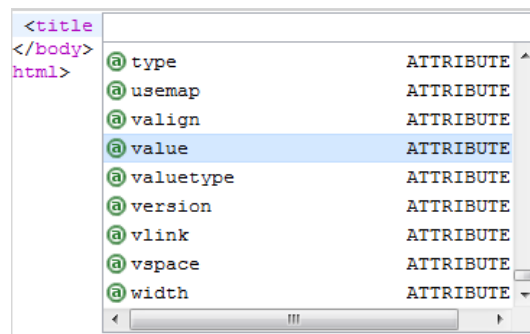 <title
</body>
html>
@ type ATTRIBUTE
@ usemap ATTRIBUTE
@ valign ATTRIBUTE
@ value ATTRIBUTE
@ valuetype ATTRIBUTE
@ version ATTRIBUTE
@ vlink ATTRIBUTE
@ vspace ATTRIBUTE
@ width ATTRIBUTE